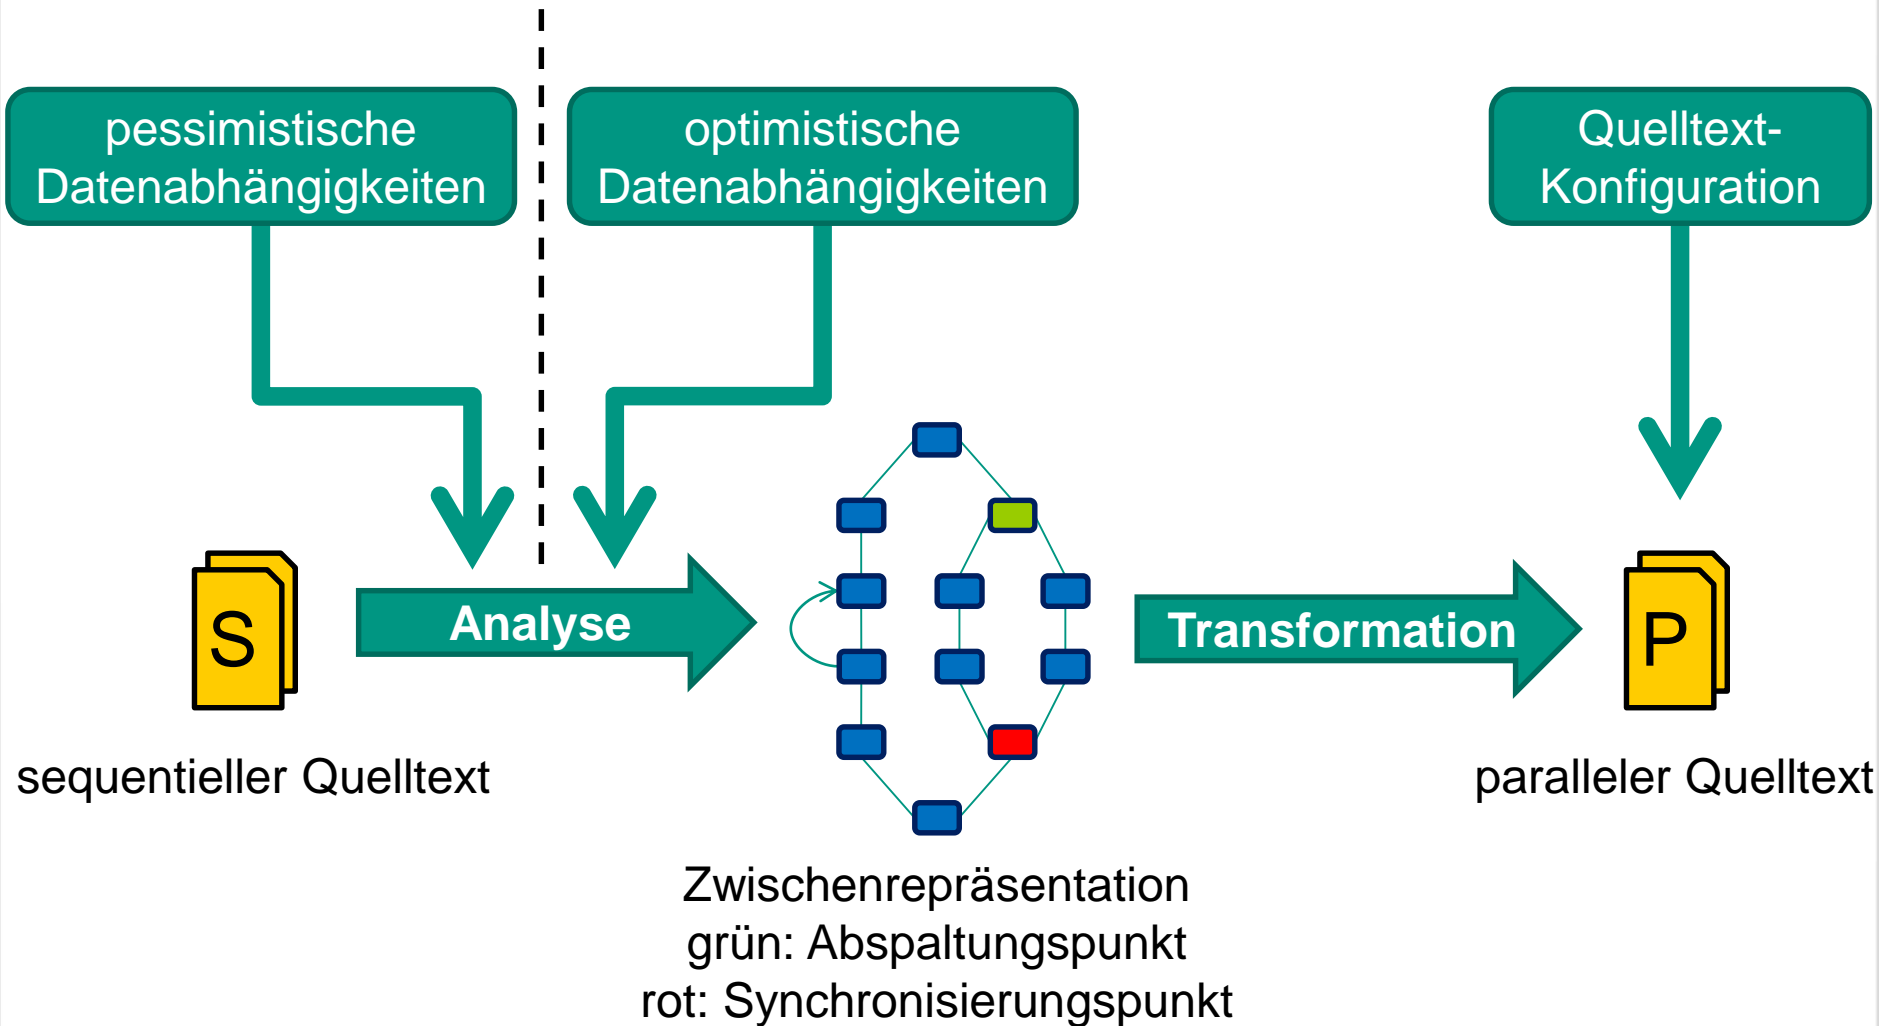 pessimistische
Datenabhängigkeiten
optimistische
Datenabhängigkeiten
Quelltext-
Konfiguration
S
Analyse
Transformation
P
sequentieller Quelltext
paralleler Quelltext
Zwischenrepräsentation
grün: Abspaltungspunkt
rot: Synchronisierungspunkt